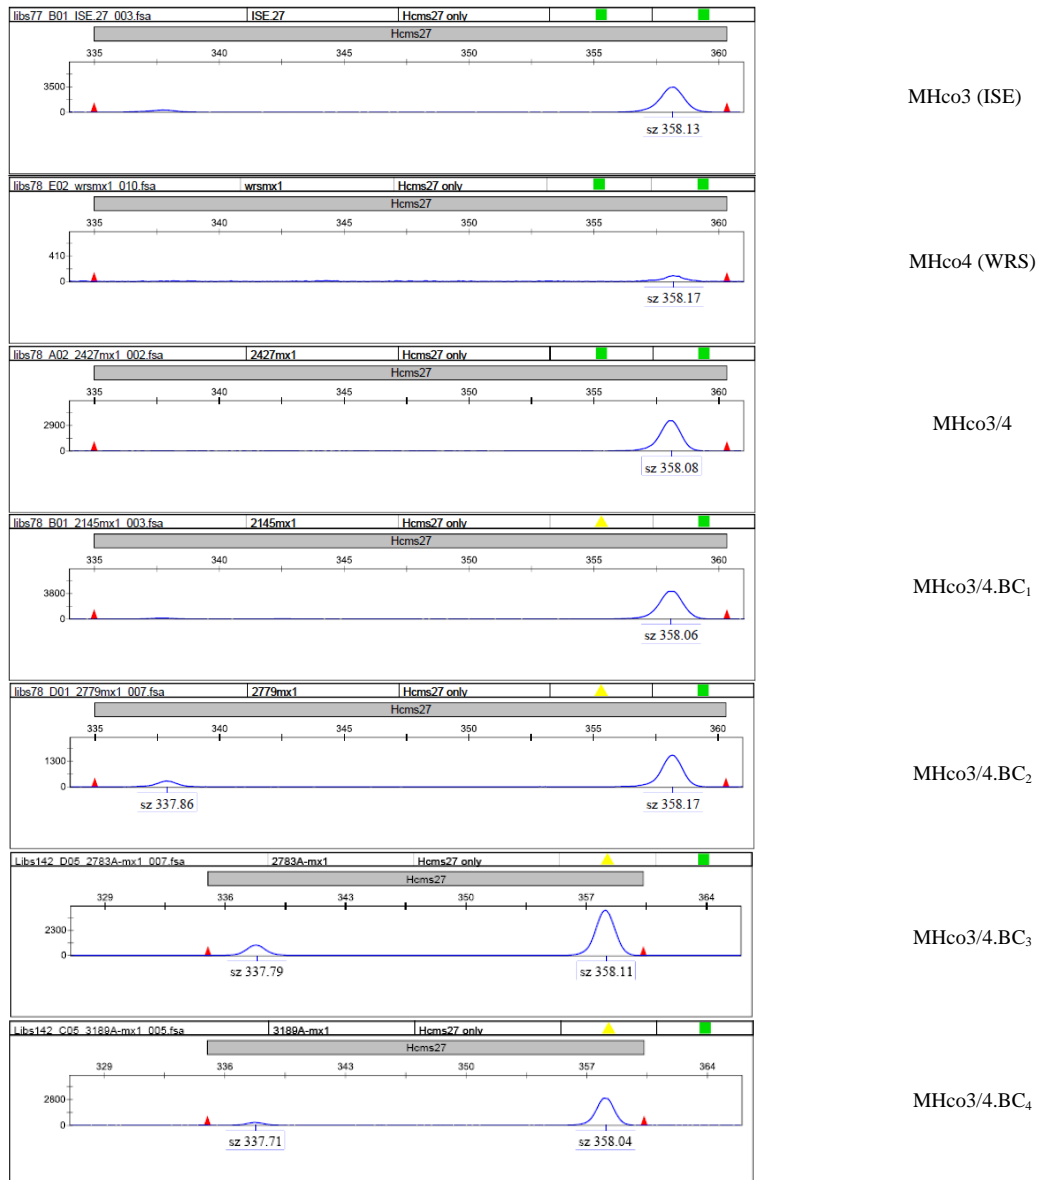 libs77_B01_ISE.27_003.fsa ISE.27 Hcms27 only
Hcms27
335 340 345 350 355 360
3500
0
sz 358.13
MHco3 (ISE)
libs78_E02_wrsmx1_010.fsa wrsmx1 Hcms27 only
Hcms27
335 340 345 350 355 360
410
0
sz 358.17
MHco4 (WRS)
libs78_A02_2427mx1_002.fsa 2427mx1 Hcms27 only
Hcms27
335 340 345 350 355 360
2900
0
sz 358.08
MHco3/4
libs78_B01_2145mx1_003.fsa 2145mx1 Hcms27 only
Hcms27
335 340 345 350 355 360
3800
0
sz 358.06
MHco3/4.BC₁
libs78_D01_2779mx1_007.fsa 2779mx1 Hcms27 only
Hcms27
335 340 345 350 355 360
1300
0
sz 337.86 sz 358.17
MHco3/4.BC₂
Libs142_D05_2783A-mx1_007.fsa 2783A-mx1 Hcms27 only
Hcms27
329 336 343 350 357 364
2300
0
sz 337.79 sz 358.11
MHco3/4.BC₃
Libs142_C05_3189A-mx1_005.fsa 3189A-mx1 Hcms27 only
Hcms27
329 336 343 350 357 364
2800
0
sz 337.71 sz 358.04
MHco3/4.BC₄